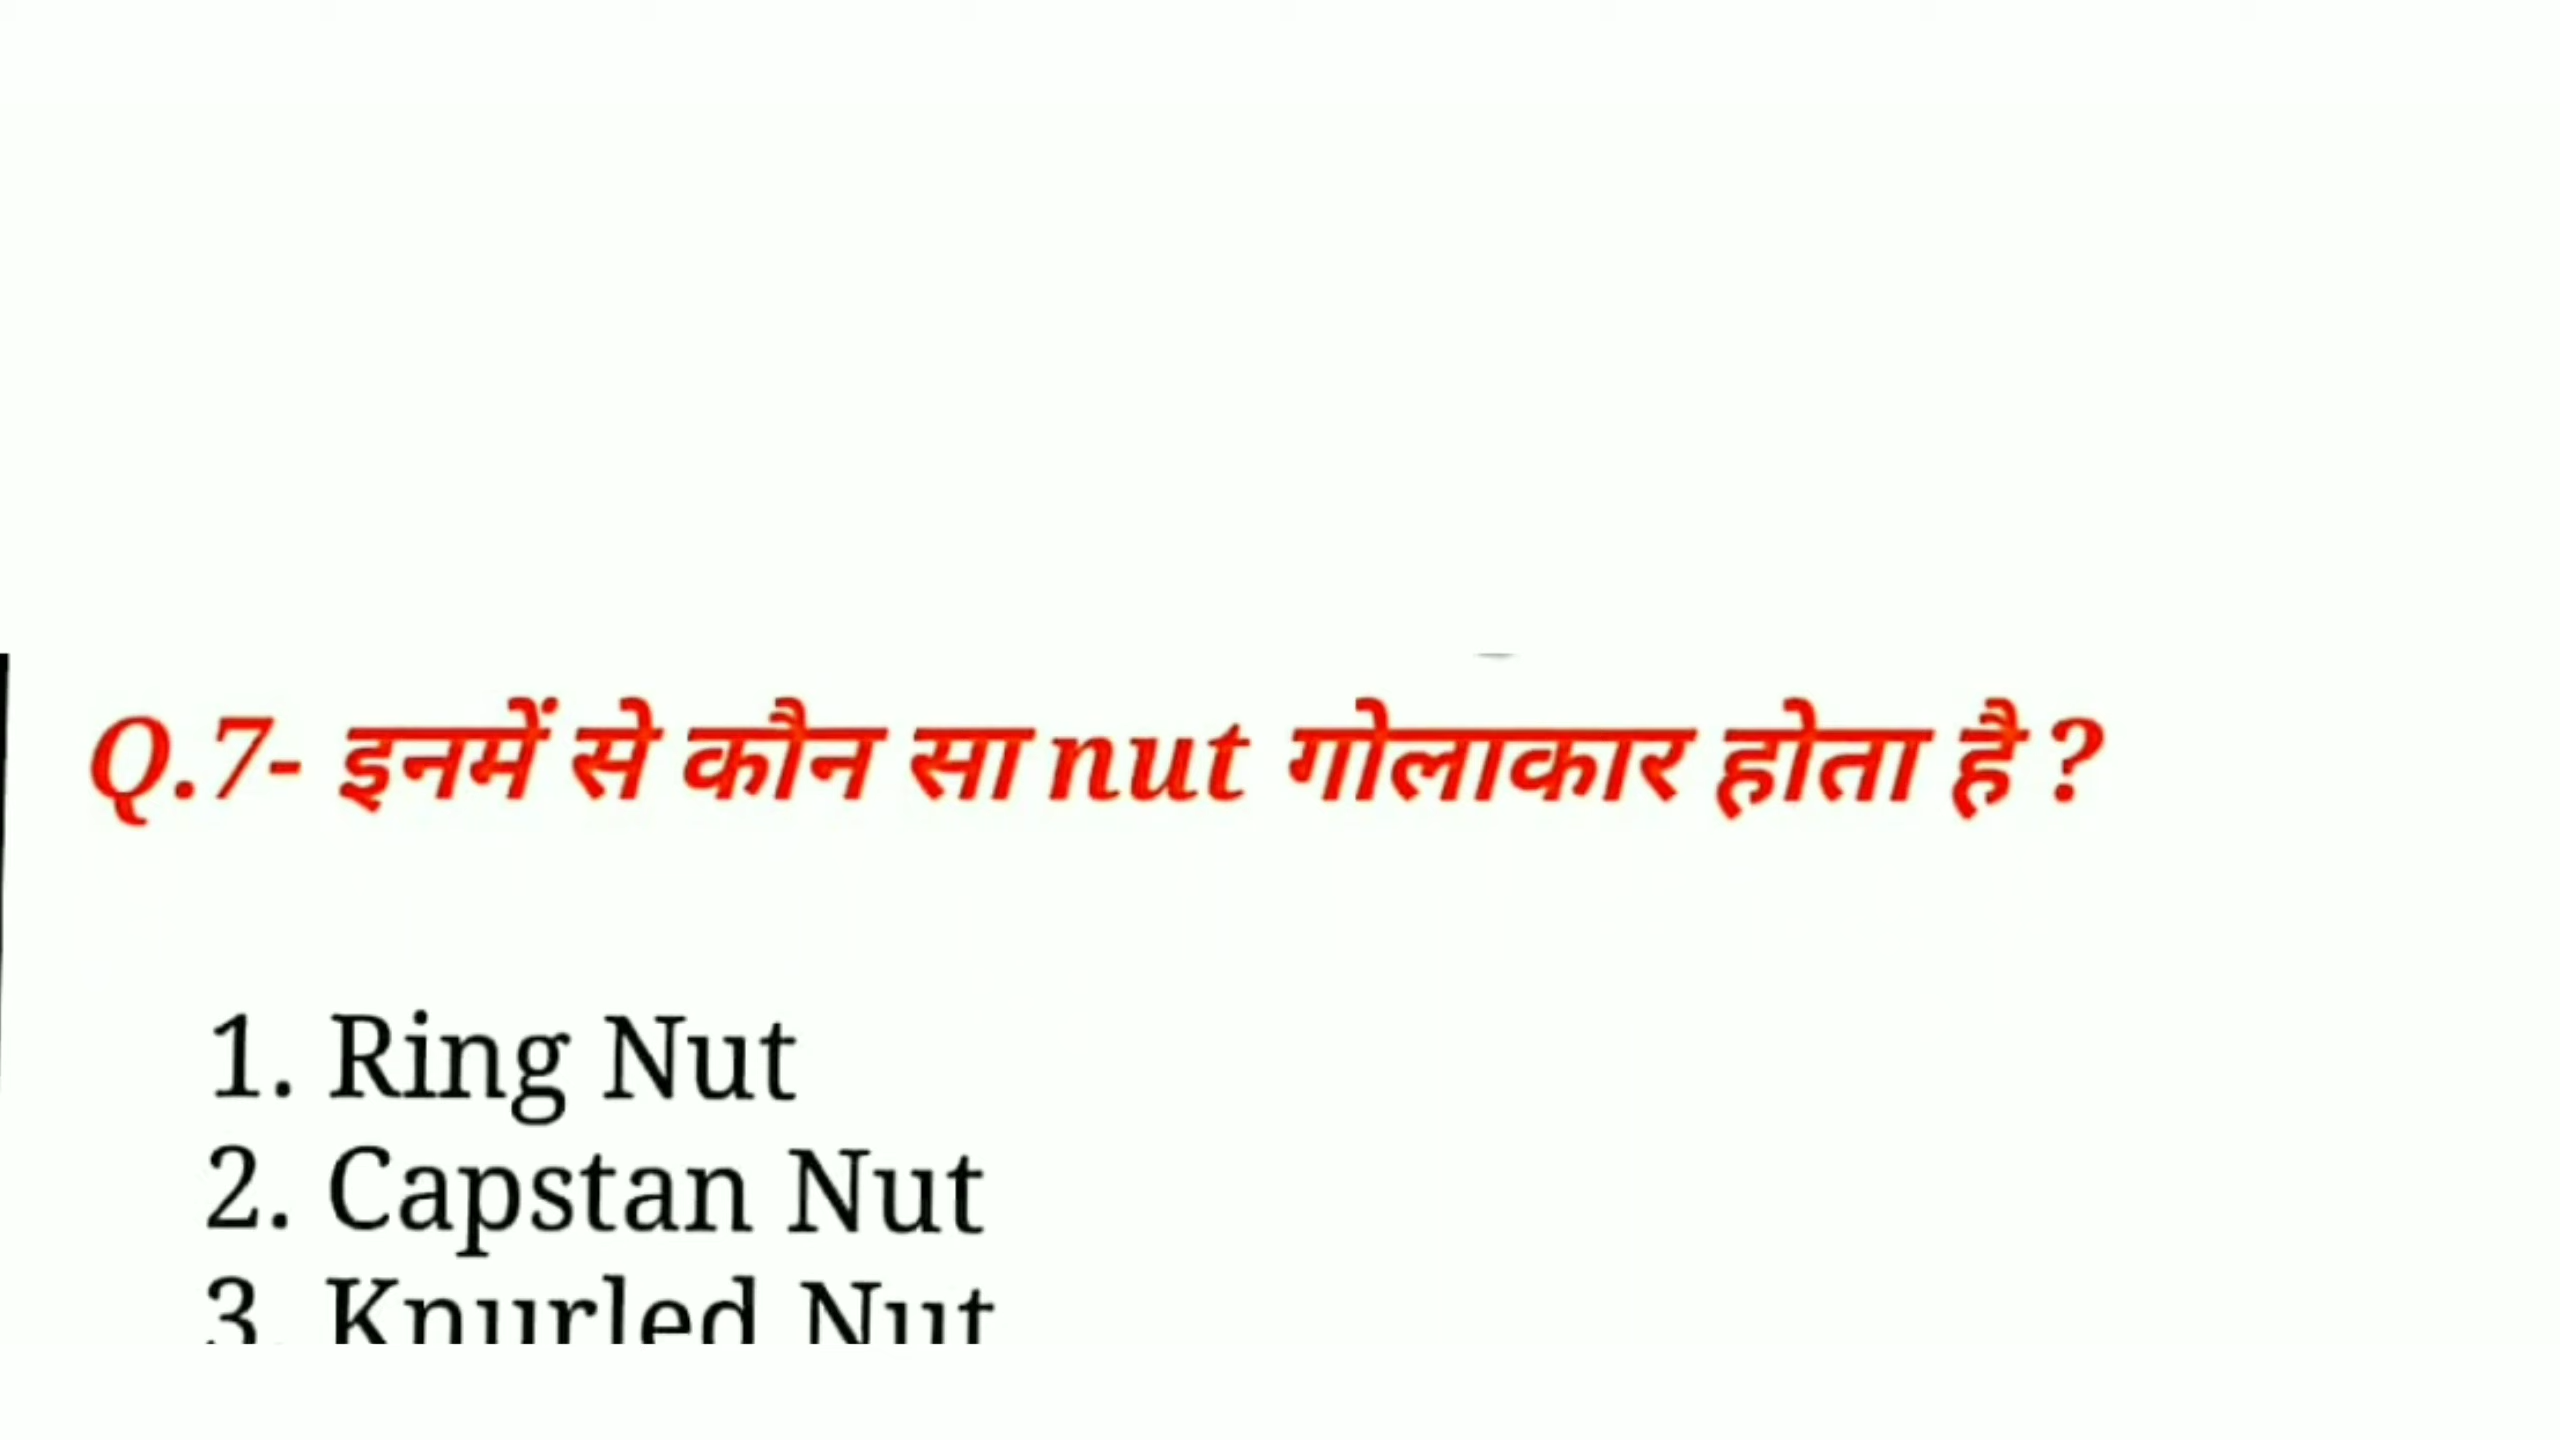 Q.7- इनमें से कौन सा nut गोलाकार होता है ?
1. Ring Nut
2. Capstan Nut
3. Knurled Nut